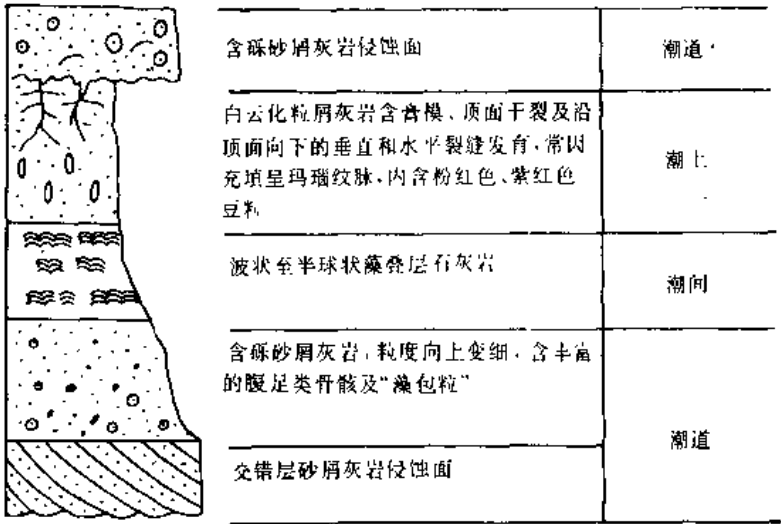 含砾砂屑灰岩侵蚀面
潮道
白云化粒屑灰岩含膏模、顶面干裂及沿
顶面向下的垂直和水平裂缝发育，常因
充填呈玛瑙纹脉，内含粉红色、紫红色
豆粒
潮上
波状至半球状藻叠层石灰岩
潮间
含砾砂屑灰岩，粒度向上变细，含丰富
的腹足类骨骸及“藻包粒”
潮道
交错层砂屑灰岩侵蚀面